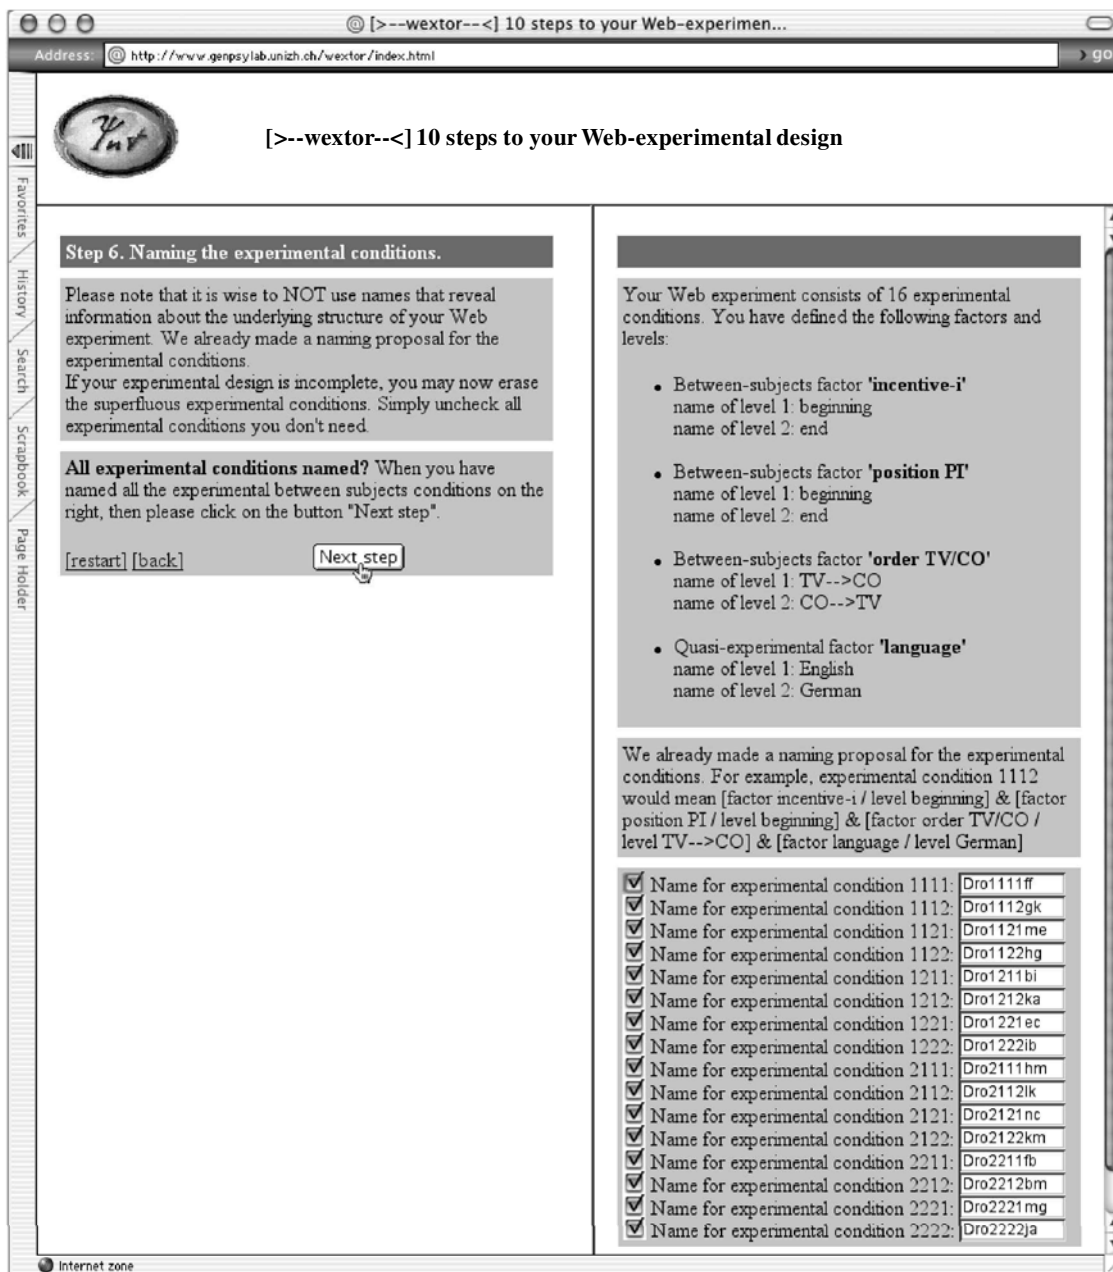 @ [>--wextor--<] 10 steps to your Web-experimen...
Address: @ http://www.genpsylab.unizh.ch/wextor/index.html > go
[>--wextor--<] 10 steps to your Web-experimental design
Favorites
History
Search
Scrapbook
Page Holder
Step 6. Naming the experimental conditions.
Please note that it is wise to NOT use names that reveal
information about the underlying structure of your Web
experiment. We already made a naming proposal for the
experimental conditions.
If your experimental design is incomplete, you may now erase
the superfluous experimental conditions. Simply uncheck all
experimental conditions you don't need.
All experimental conditions named? When you have
named all the experimental between subjects conditions on the
right, then please click on the button "Next step".
[restart] [back] Next step
Your Web experiment consists of 16 experimental
conditions. You have defined the following factors and
levels:
• Between-subjects factor 'incentive-i'
name of level 1: beginning
name of level 2: end
• Between-subjects factor 'position PI'
name of level 1: beginning
name of level 2: end
• Between-subjects factor 'order TV/CO'
name of level 1: TV-->CO
name of level 2: CO-->TV
• Quasi-experimental factor 'language'
name of level 1: English
name of level 2: German
We already made a naming proposal for the experimental
conditions. For example, experimental condition 1112
would mean [factor incentive-i / level beginning] & [factor
position PI / level beginning] & [factor order TV/CO /
level TV-->CO] & [factor language / level German]
Name for experimental condition 1111: Dro1111ff
Name for experimental condition 1112: Dro1112gk
Name for experimental condition 1121: Dro1121me
Name for experimental condition 1122: Dro1122hg
Name for experimental condition 1211: Dro1211bi
Name for experimental condition 1212: Dro1212ka
Name for experimental condition 1221: Dro1221ec
Name for experimental condition 1222: Dro1222ib
Name for experimental condition 2111: Dro2111hm
Name for experimental condition 2112: Dro2112lk
Name for experimental condition 2121: Dro2121nc
Name for experimental condition 2122: Dro2122km
Name for experimental condition 2211: Dro2211fb
Name for experimental condition 2212: Dro2212bm
Name for experimental condition 2221: Dro2221mg
Name for experimental condition 2222: Dro2222ja
Internet zone